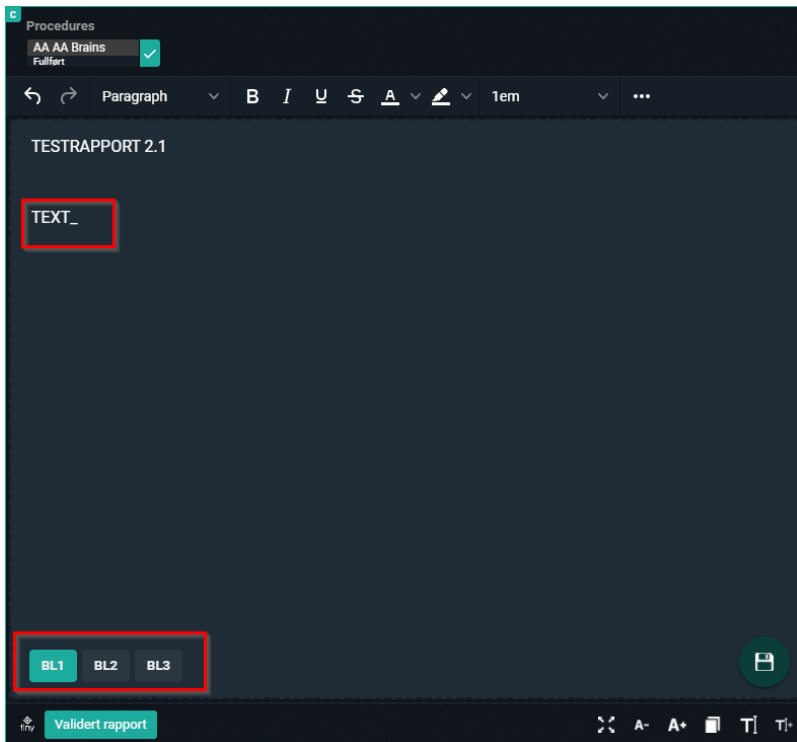 C
Procedures
AA AA Brains
Fullført
Paragraph B I U S A 1em
TESTRAPPORT 2.1
TEXT_
BL1 BL2 BL3
tiny Validert rapport A- A+ T T+